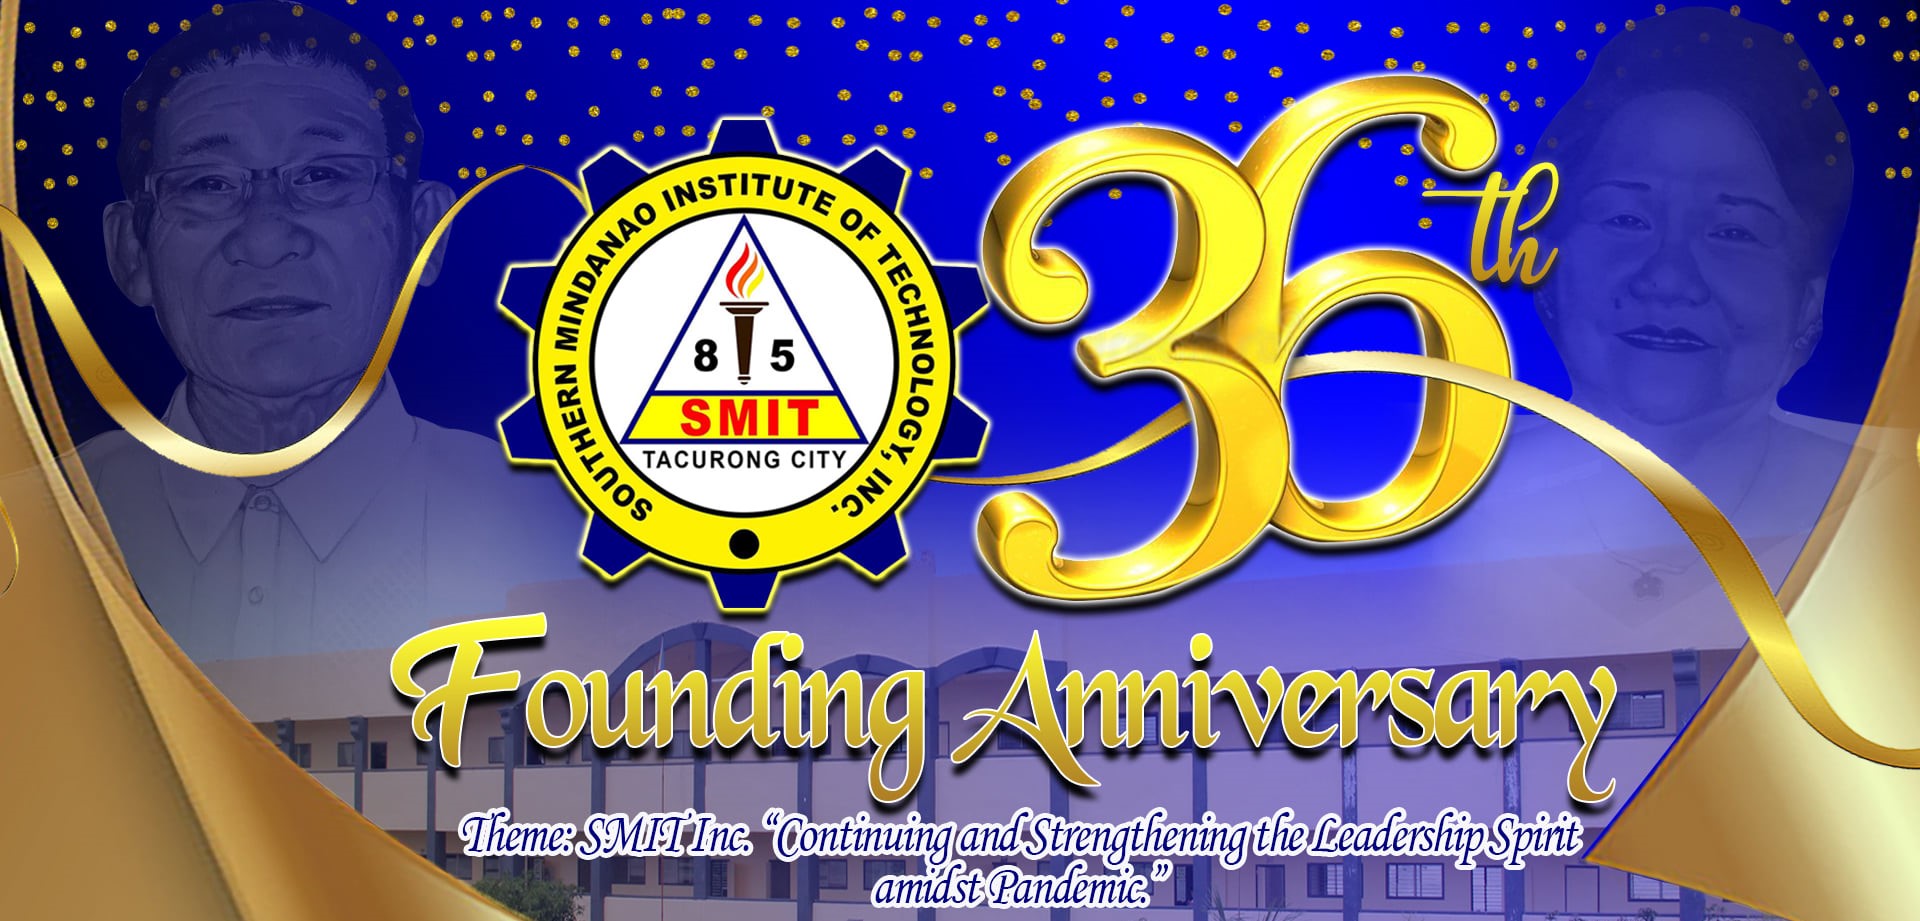 SOUTHERN MINDANAO INSTITUTE OF TECHNOLOGY, INC.
8 5
SMIT
TACURONG CITY
36th
Founding Anniversary
Theme: SMIT Inc. “Continuing and Strengthening the Leadership Spirit
amidst Pandemic.”